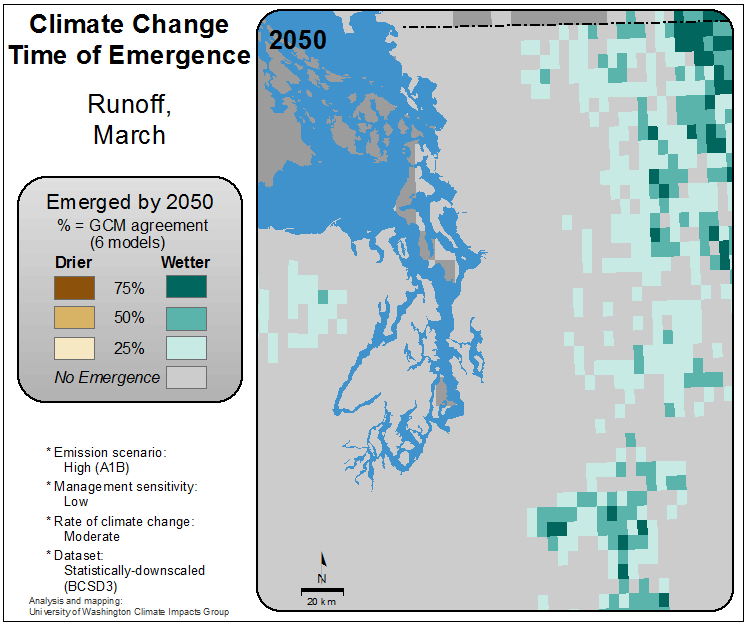 Climate Change
Time of Emergence
Runoff,
March
Emerged by 2050
% = GCM agreement
(6 models)
Drier Wetter
75%
50%
25%
No Emergence
* Emission scenario:
High (A1B)
* Management sensitivity:
Low
* Rate of climate change:
Moderate
* Dataset:
Statistically-downscaled
(BCSD3)
Analysis and mapping:
University of Washington Climate Impacts Group
2050
N
20 km